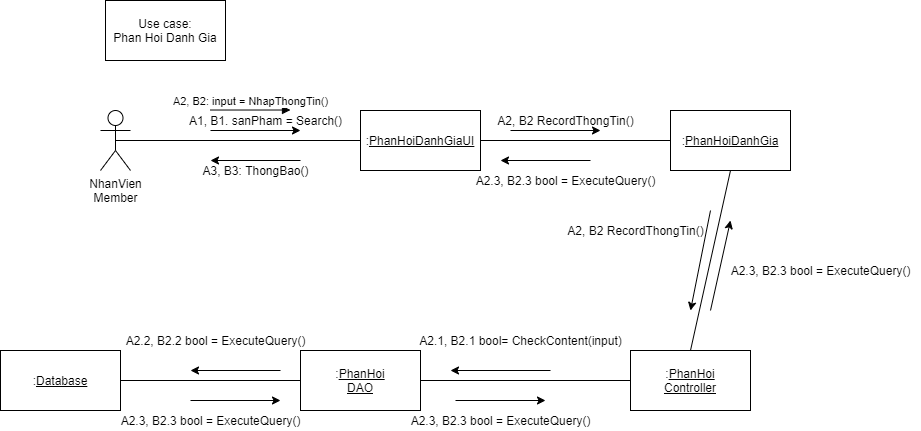 Use case:
Phan Hoi Danh Gia
A2, B2: input = NhapThongTin()
A1, B1. sanPham = Search()
A2, B2 RecordThongTin()
:PhanHoiDanhGiaUI
:PhanHoiDanhGia
A3, B3: ThongBao()
A2.3, B2.3 bool = ExecuteQuery()
NhanVien
Member
A2, B2 RecordThongTin()
A2.3, B2.3 bool = ExecuteQuery()
A2.2, B2.2 bool = ExecuteQuery()
A2.1, B2.1 bool= CheckContent(input)
:Database
:PhanHoi
DAO
:PhanHoi
Controller
A2.3, B2.3 bool = ExecuteQuery()
A2.3, B2.3 bool = ExecuteQuery()